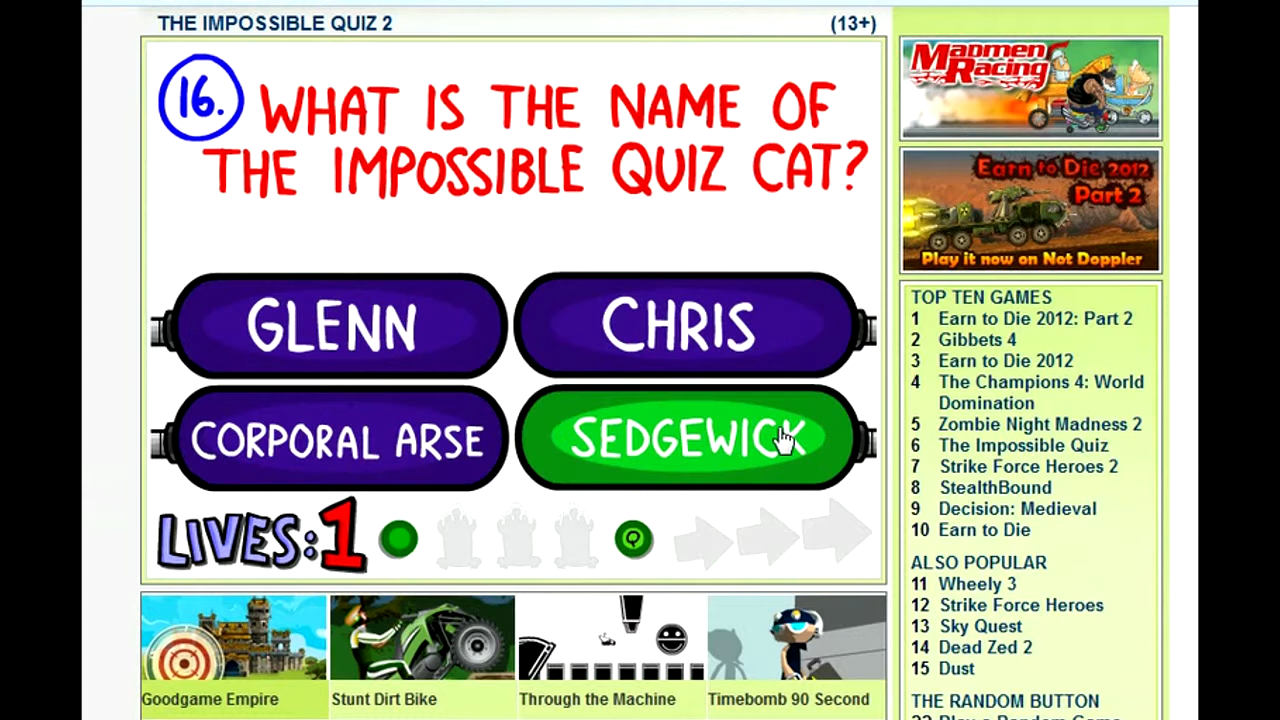 THE IMPOSSIBLE QUIZ 2
(13+)
16. WHAT IS THE NAME OF
THE IMPOSSIBLE QUIZ CAT?
GLENN
CHRIS
CORPORAL ARSE
SEDGEWICK
LIVES:1
Goodgame Empire
Stunt Dirt Bike
Through the Machine
Timebomb 90 Second
MADMEN
RACING
Earn to Die 2012
Part 2
Play it now on Not Doppler
TOP TEN GAMES
1 Earn to Die 2012: Part 2
2 Gibbets 4
3 Earn to Die 2012
4 The Champions 4: World
Domination
5 Zombie Night Madness 2
6 The Impossible Quiz
7 Strike Force Heroes 2
8 StealthBound
9 Decision: Medieval
10 Earn to Die
ALSO POPULAR
11 Wheely 3
12 Strike Force Heroes
13 Sky Quest
14 Dead Zed 2
15 Dust
THE RANDOM BUTTON